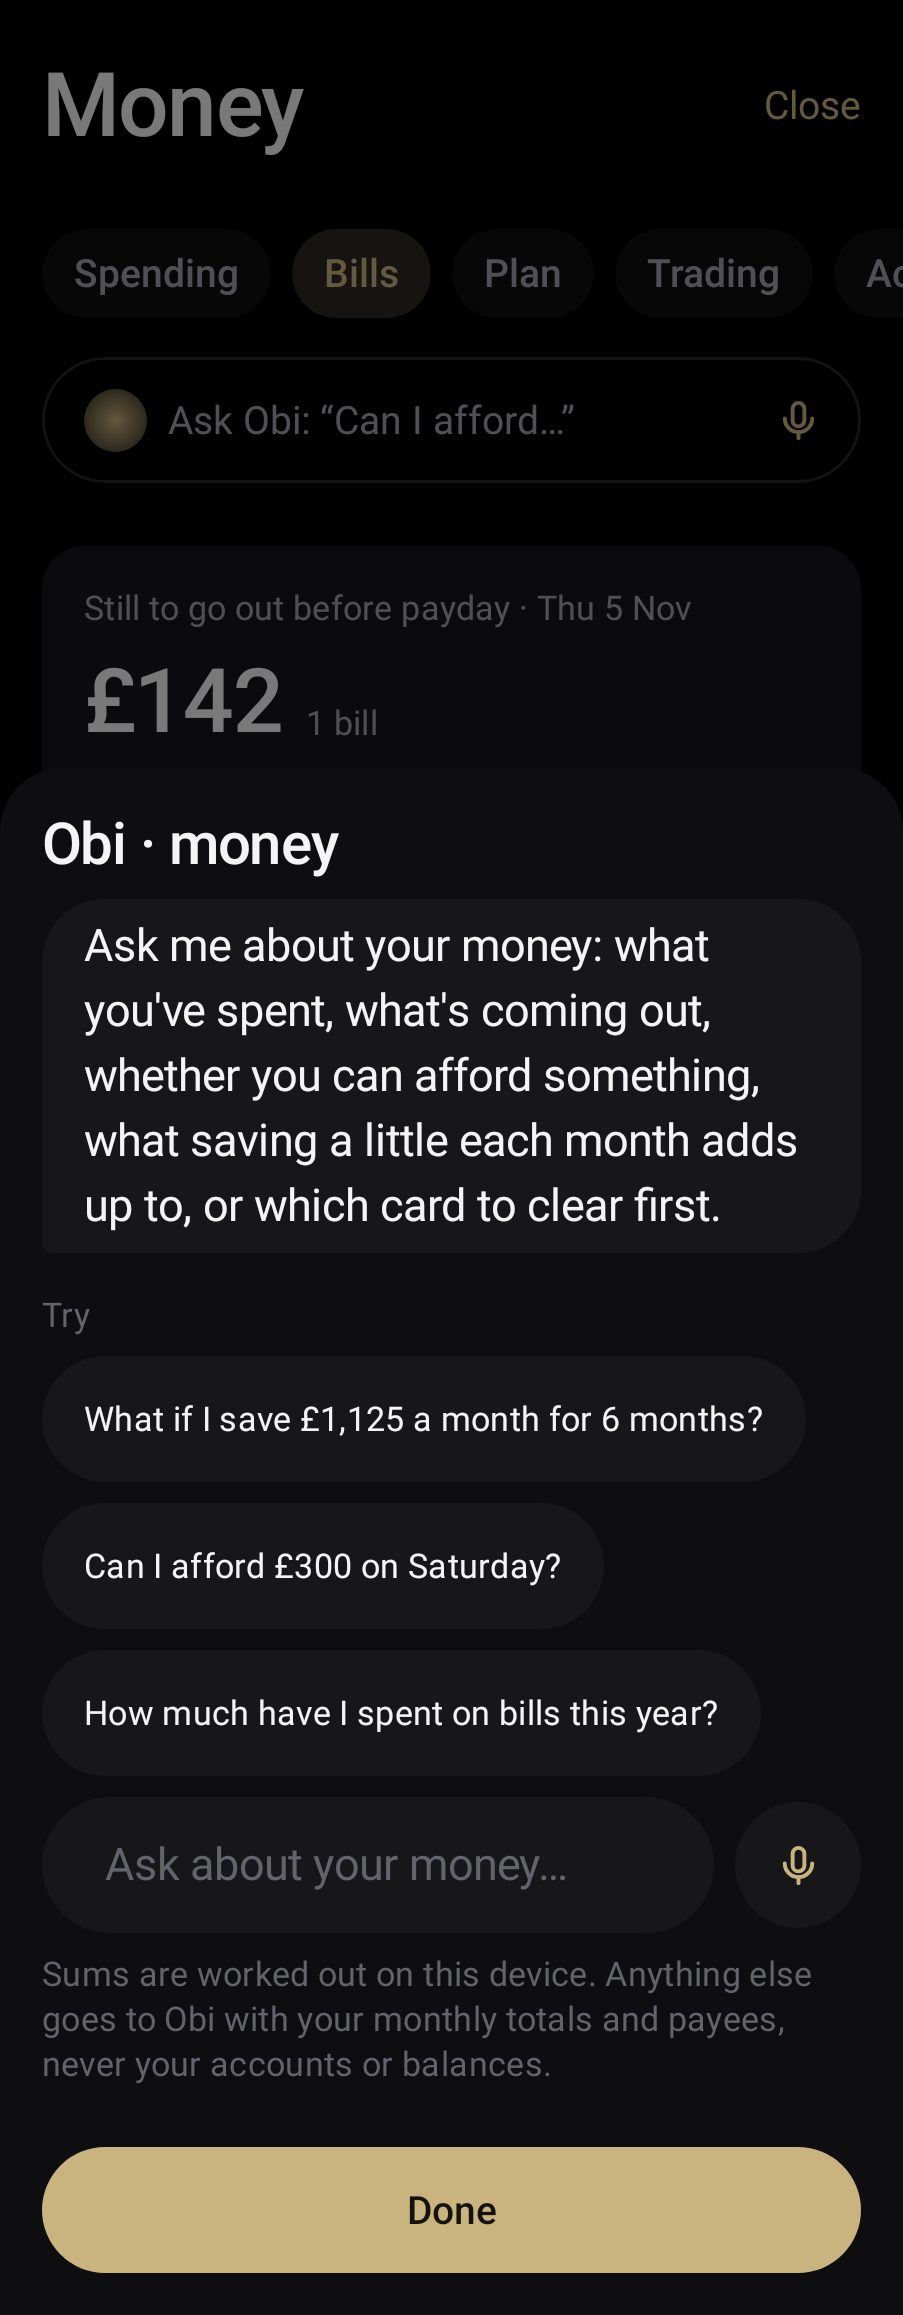 Money
Close
Spending
Bills
Plan
Trading
Ac
Ask Obi: “Can I afford…”
Still to go out before payday · Thu 5 Nov
£142 1 bill
Obi · money
Ask me about your money: what
you've spent, what's coming out,
whether you can afford something,
what saving a little each month adds
up to, or which card to clear first.
Try
What if I save £1,125 a month for 6 months?
Can I afford £300 on Saturday?
How much have I spent on bills this year?
Ask about your money…
Sums are worked out on this device. Anything else
goes to Obi with your monthly totals and payees,
never your accounts or balances.
Done